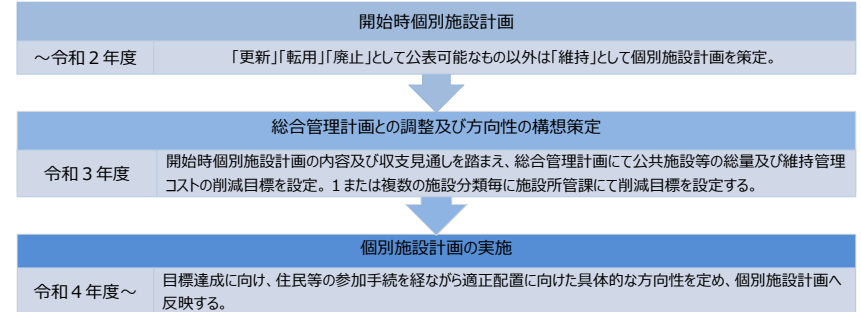 開始時個別施設計画
～令和２年度
「更新」「転用」「廃止」として公表可能なもの以外は「維持」として個別施設計画を策定。
総合管理計画との調整及び方向性の構想策定
令和３年度
開始時個別施設計画の内容及び収支見通しを踏まえ、総合管理計画にて公共施設等の総量及び維持管理
コストの削減目標を設定。１または複数の施設分類毎に施設所管課にて削減目標を設定する。
個別施設計画の実施
令和４年度～
目標達成に向け、住民等の参加手続を経ながら適正配置に向けた具体的な方向性を定め、個別施設計画へ
反映する。